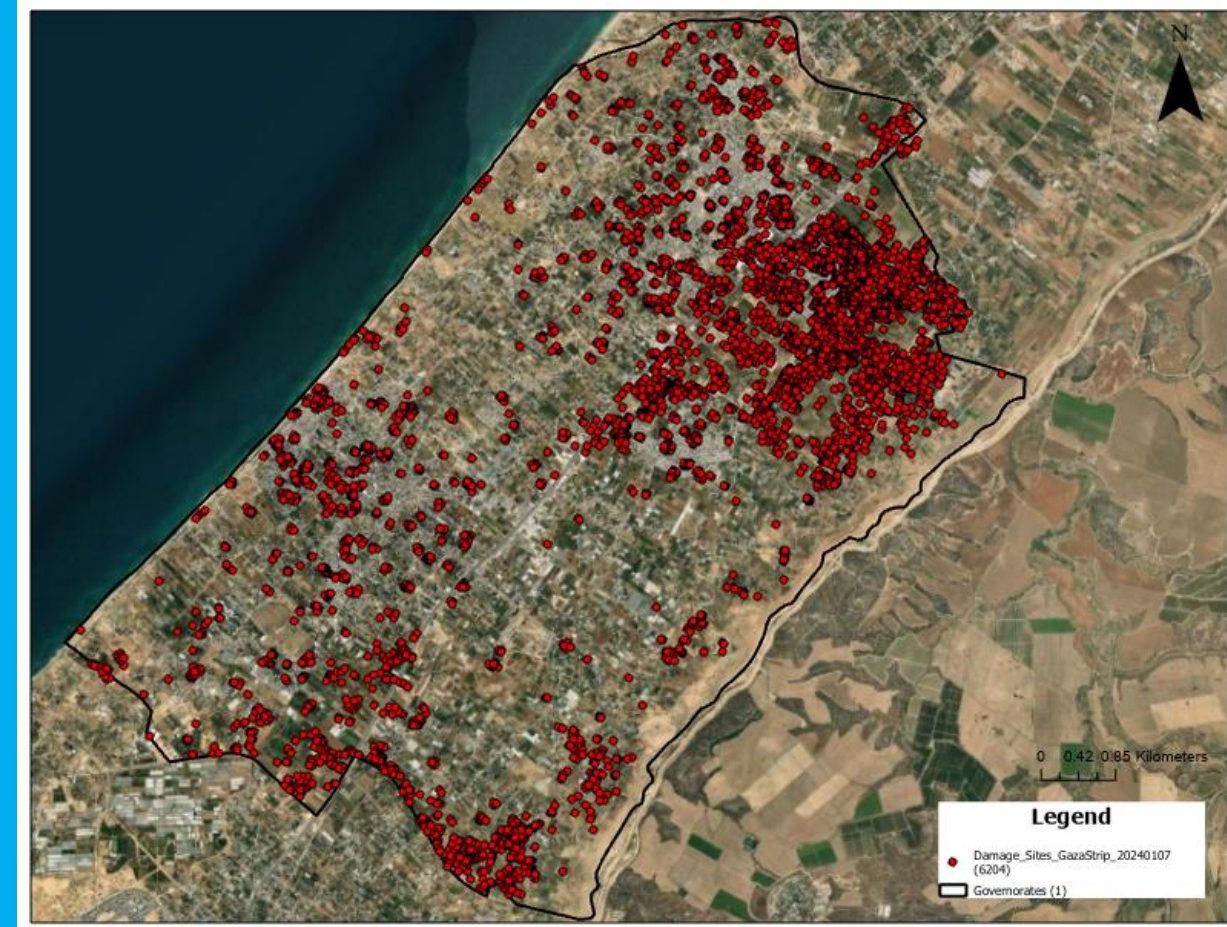 N
0 0.42 0.85 Kilometers
Legend
Damage_Sites_GazaStrip_20240107
(6204)
Governorates (1)